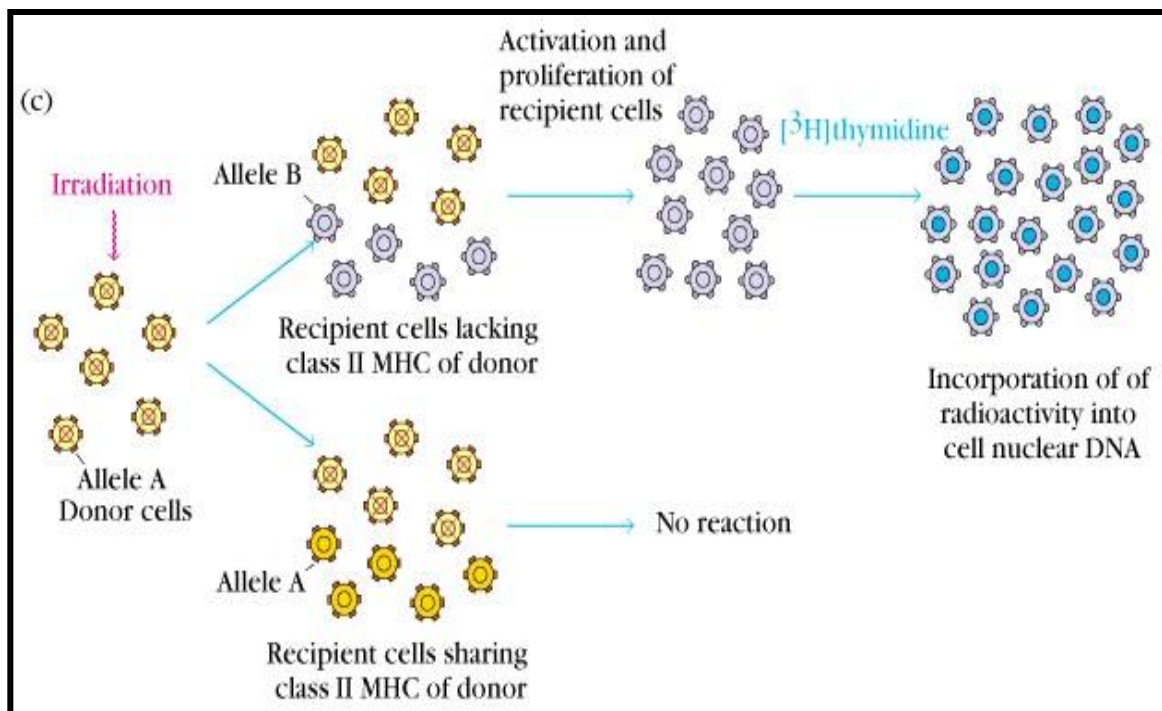 (c)
Irradiation
Allele A
Donor cells
Allele B
Recipient cells lacking
class II MHC of donor
Activation and
proliferation of
recipient cells
[3H]thymidine
Incorporation of of
radioactivity into
cell nuclear DNA
Allele A
Recipient cells sharing
class II MHC of donor
No reaction